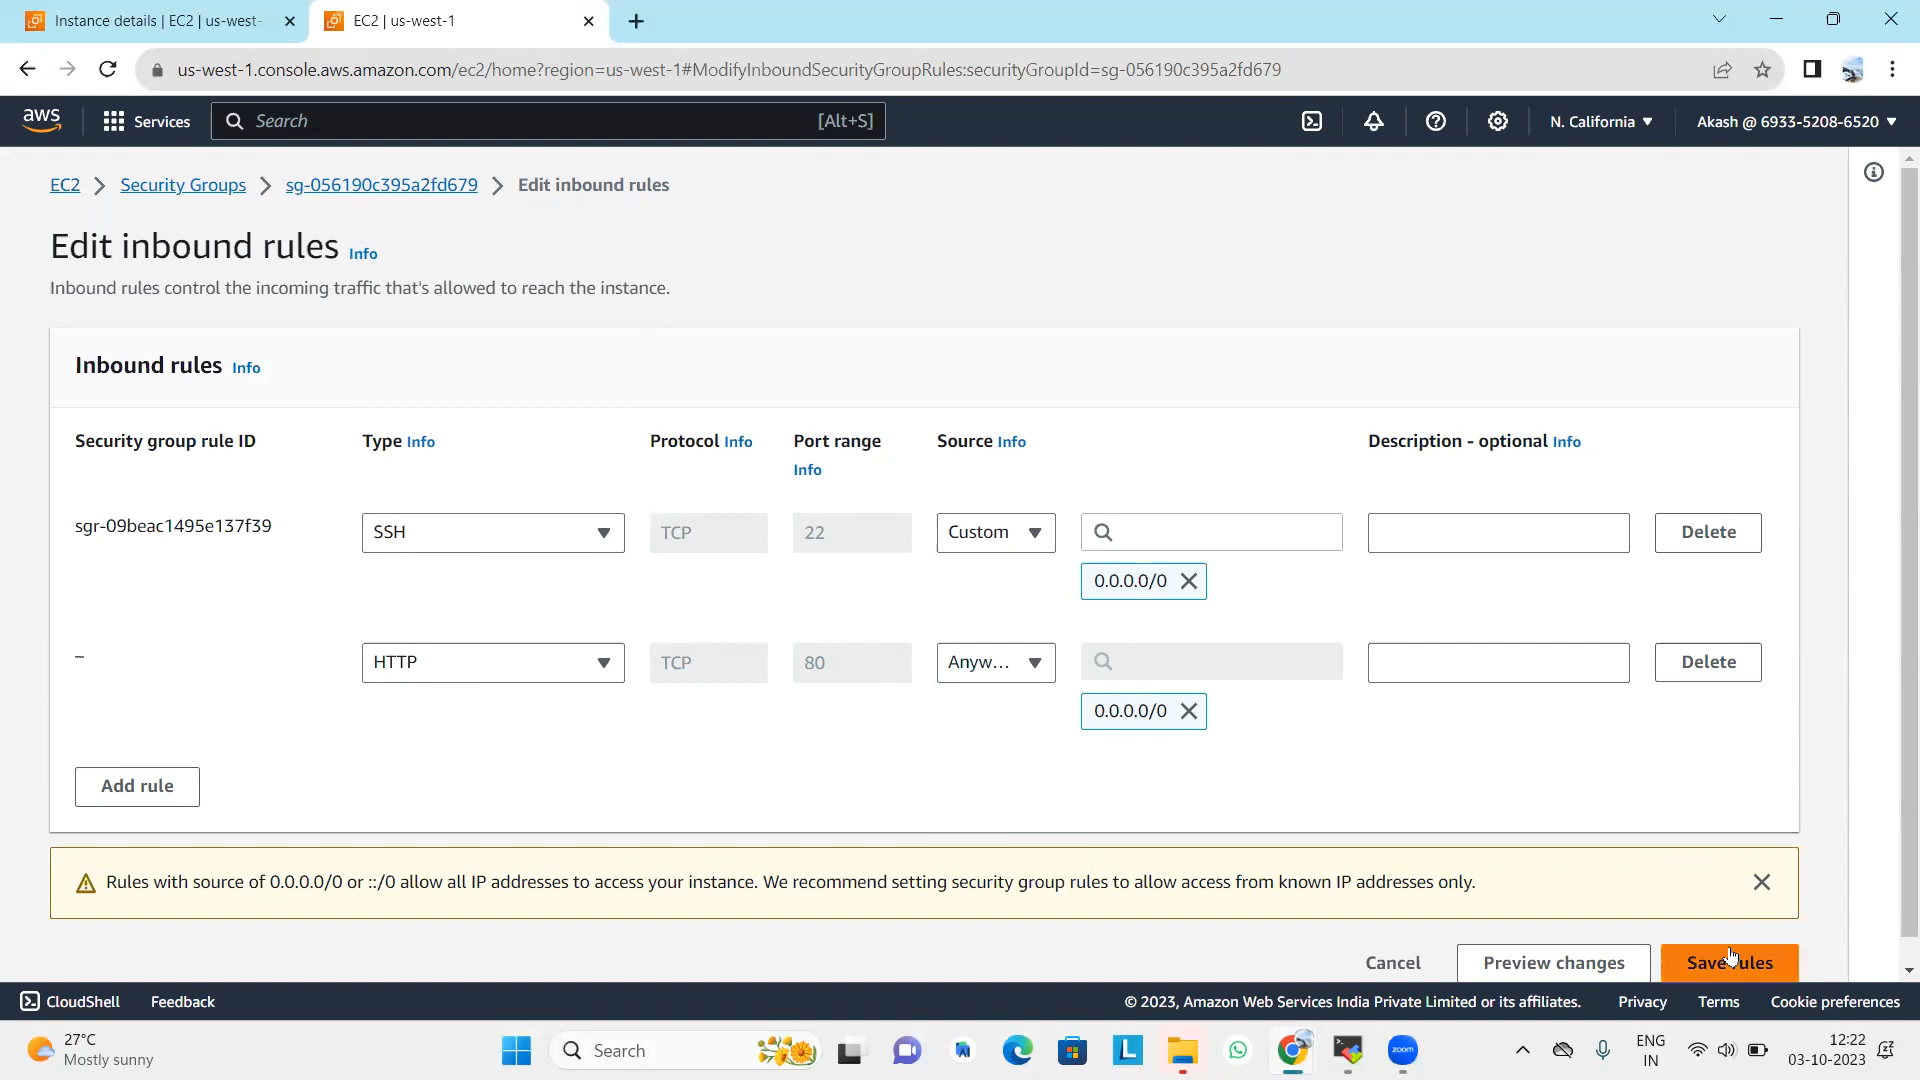 Instance details | EC2 | us-west-
EC2 | us-west-1
us-west-1.console.aws.amazon.com/ec2/home?region=us-west-1#ModifyInboundSecurityGroupRules:securityGroupId=sg-056190c395a2fd679
aws
Services
Search
[Alt+S]
N. California
Akash @ 6933-5208-6520
EC2
Security Groups
sg-056190c395a2fd679
Edit inbound rules
Edit inbound rules Info
Inbound rules control the incoming traffic that's allowed to reach the instance.
Inbound rules Info
Security group rule ID
Type Info
Protocol Info
Port range
Info
Source Info
Description - optional Info
sgr-09beac1495e137f39
SSH
TCP
22
Custom
Delete
0.0.0.0/0
–
HTTP
TCP
80
Anyw...
Delete
0.0.0.0/0
Add rule
Rules with source of 0.0.0.0/0 or ::/0 allow all IP addresses to access your instance. We recommend setting security group rules to allow access from known IP addresses only.
Cancel
Preview changes
Save rules
CloudShell
Feedback
© 2023, Amazon Web Services India Private Limited or its affiliates.
Privacy
Terms
Cookie preferences
27°C
Mostly sunny
Search
L
zoom
ENG
IN
12:22
03-10-2023